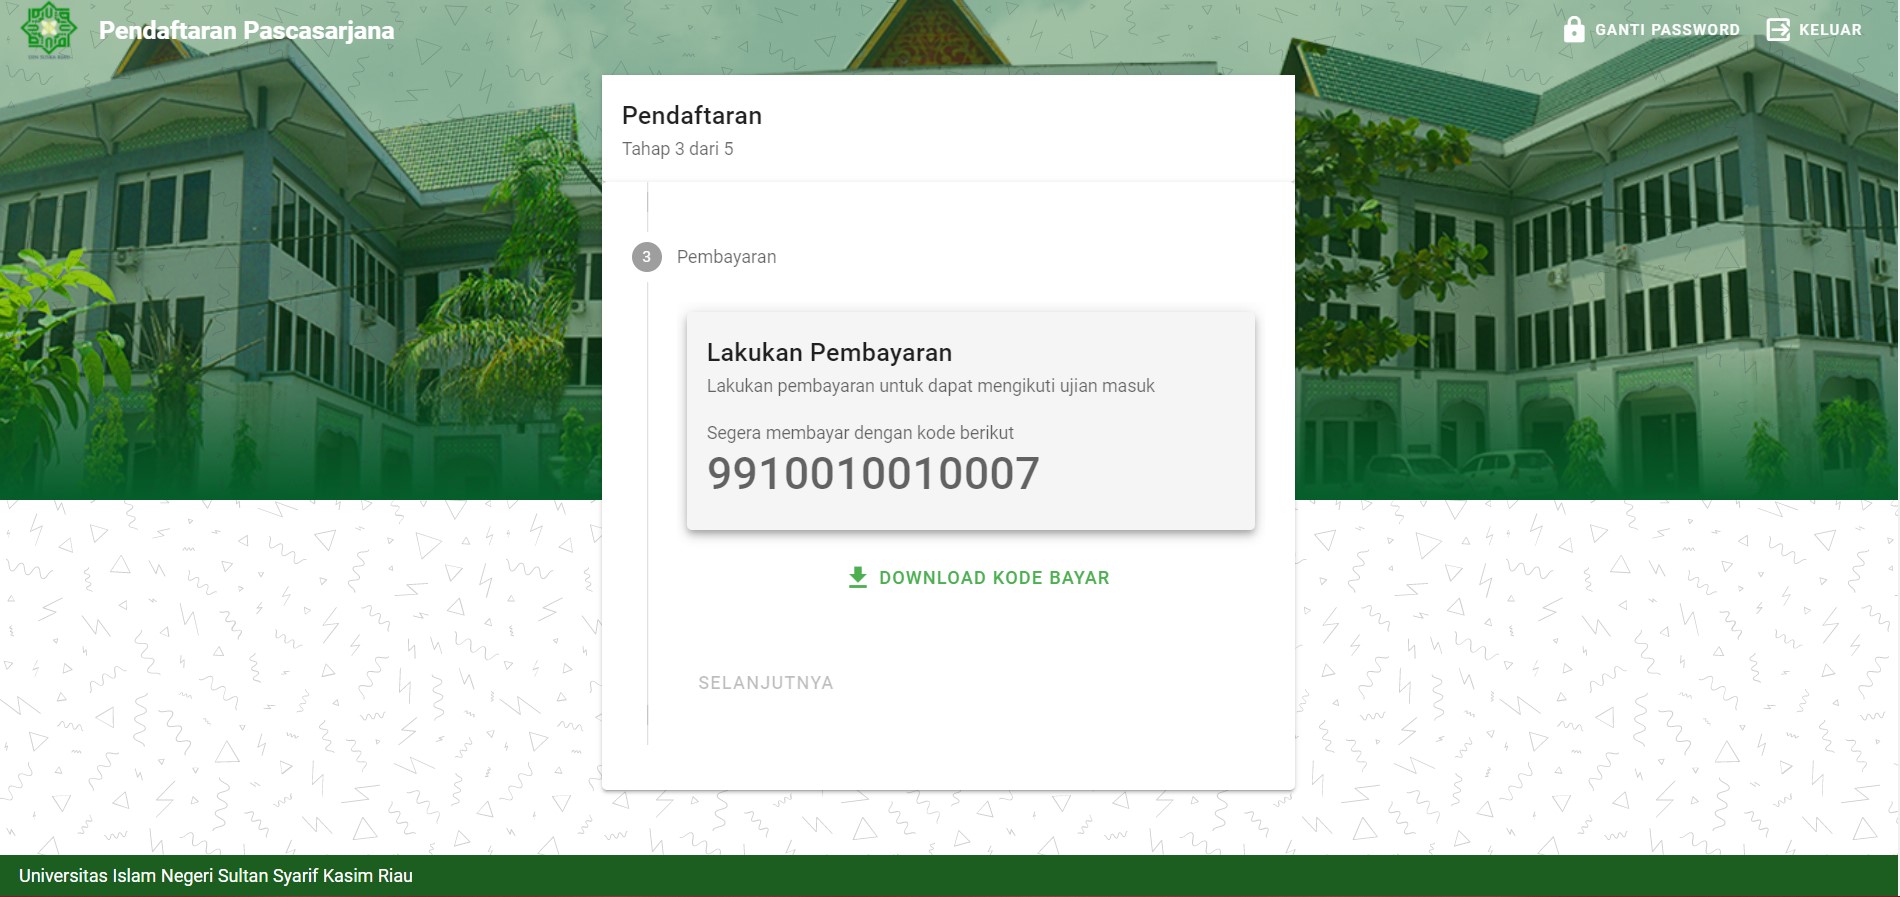 Pendaftaran Pascasarjana
GANTI PASSWORD
KELUAR
Pendaftaran
Tahap 3 dari 5
3 Pembayaran
Lakukan Pembayaran
Lakukan pembayaran untuk dapat mengikuti ujian masuk
Segera membayar dengan kode berikut
9910010010007
DOWNLOAD KODE BAYAR
SELANJUTNYA
Universitas Islam Negeri Sultan Syarif Kasim Riau